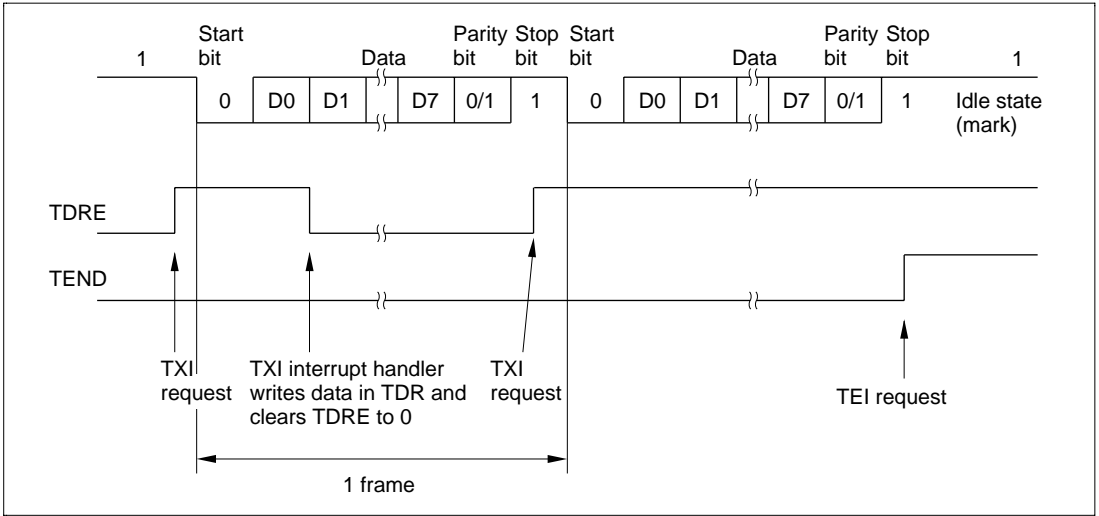 Start Parity Stop Start Parity Stop
1 bit Data bit bit bit Data bit bit 1
0 D0 D1 D7 0/1 1 0 D0 D1 D7 0/1 1 Idle state
(mark)
TDRE
TEND
TXI TXI interrupt handler TXI
request writes data in TDR and request TEI request
clears TDRE to 0
1 frame